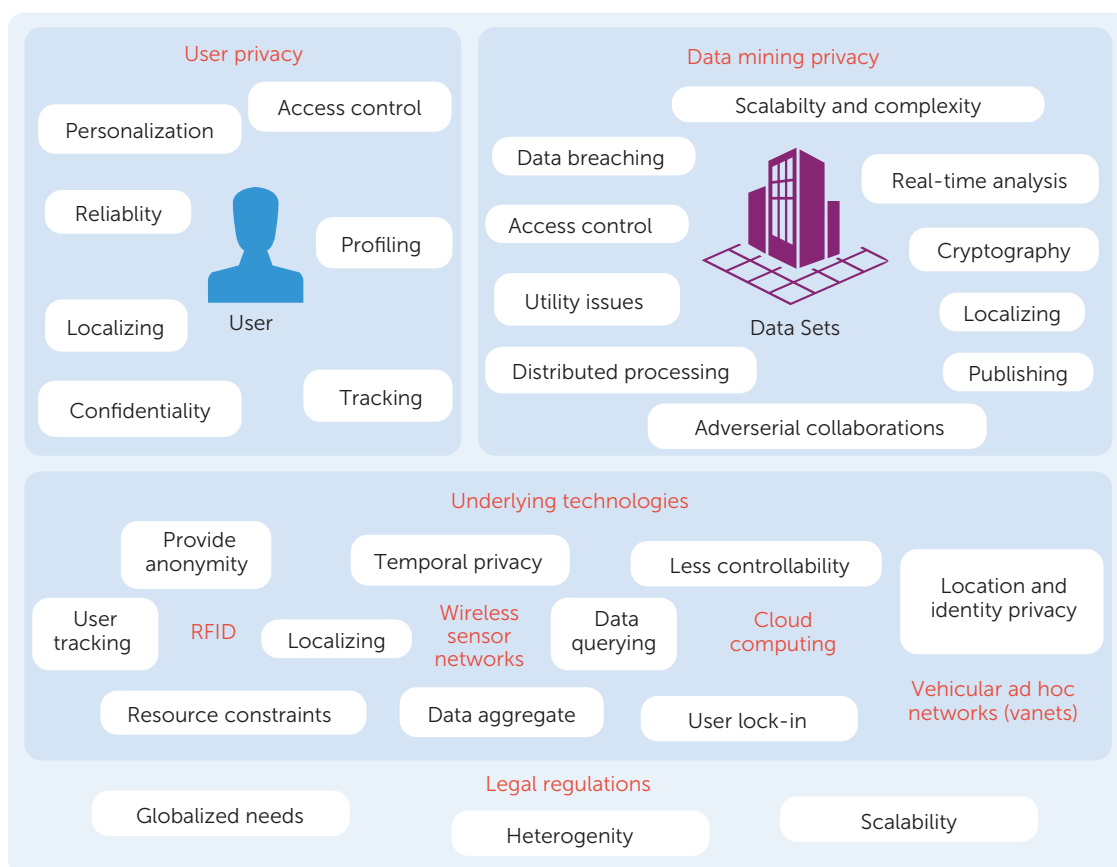 User privacy
Access control
Personalization
Reliablity
Profiling
Localizing
User
Tracking
Confidentiality
Data mining privacy
Scalabilty and complexity
Data breaching
Real-time analysis
Access control
Cryptography
Utility issues
Localizing
Data Sets
Distributed processing
Publishing
Adverserial collaborations
Underlying technologies
Provide
anonymity
Temporal privacy
Less controllability
Location and
identity privacy
User
tracking
RFID
Localizing
Wireless
sensor
networks
Data
querying
Cloud
computing
Resource constraints
Data aggregate
User lock-in
Vehicular ad hoc
networks (vanets)
Legal regulations
Globalized needs
Heterogenity
Scalability